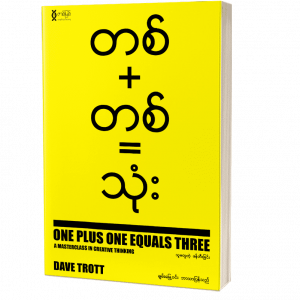 တစ်
+
တစ်
=
သုံး
ONE PLUS ONE EQUALS THREE
A MASTERCLASS IN CREATIVE THINKING
DAVE TROTT